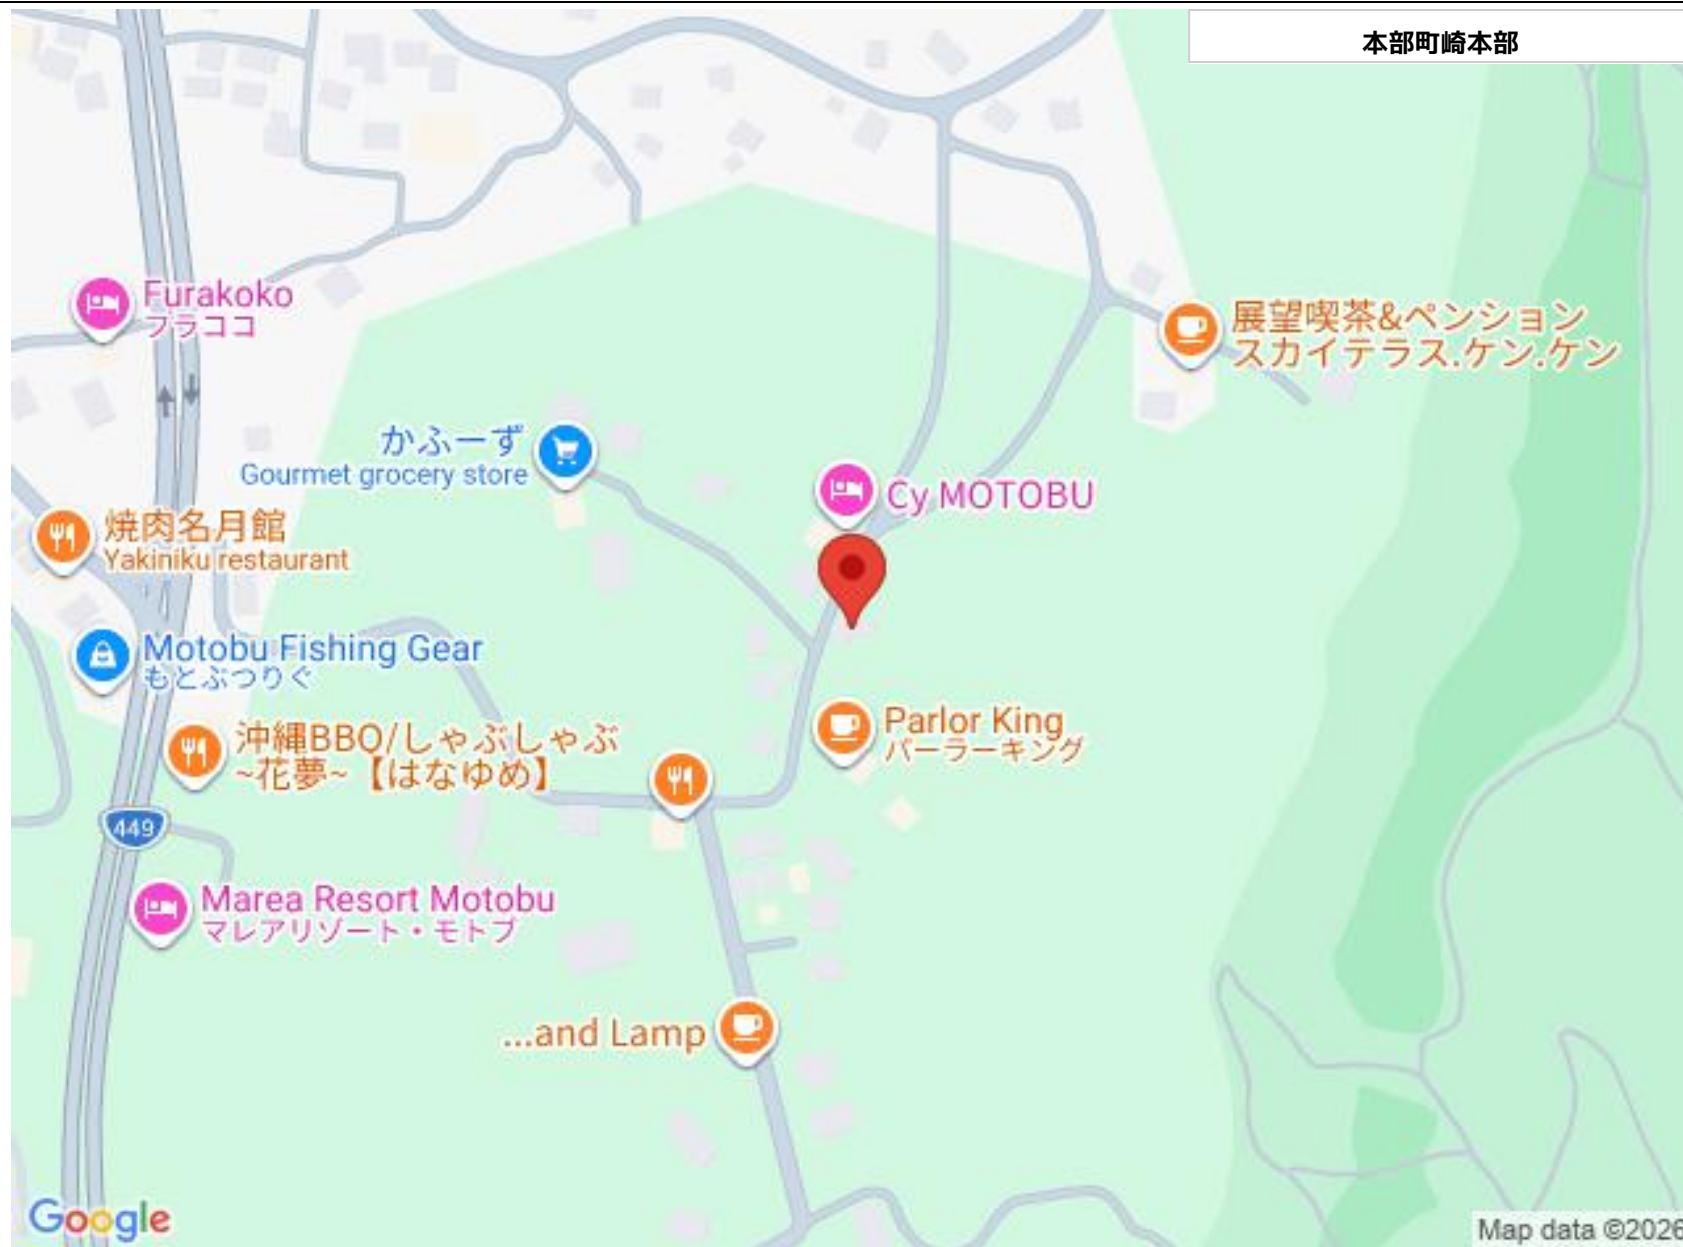 本部町崎本部
Furakoko
フラココ
展望喫茶&ペンション
スカイテラス.ケン.ケン
かふーず
Gourmet grocery store
Cy MOTOBU
焼肉名月館
Yakiniku restaurant
Motobu Fishing Gear
もとぶつりぐ
沖縄BBQ/しゃぶしゃぶ
~花夢~【はなゆめ】
Parlor King
パーラーキング
449
Marea Resort Motobu
マレアリゾート・モトブ
...and Lamp
Google
Map data ©2026